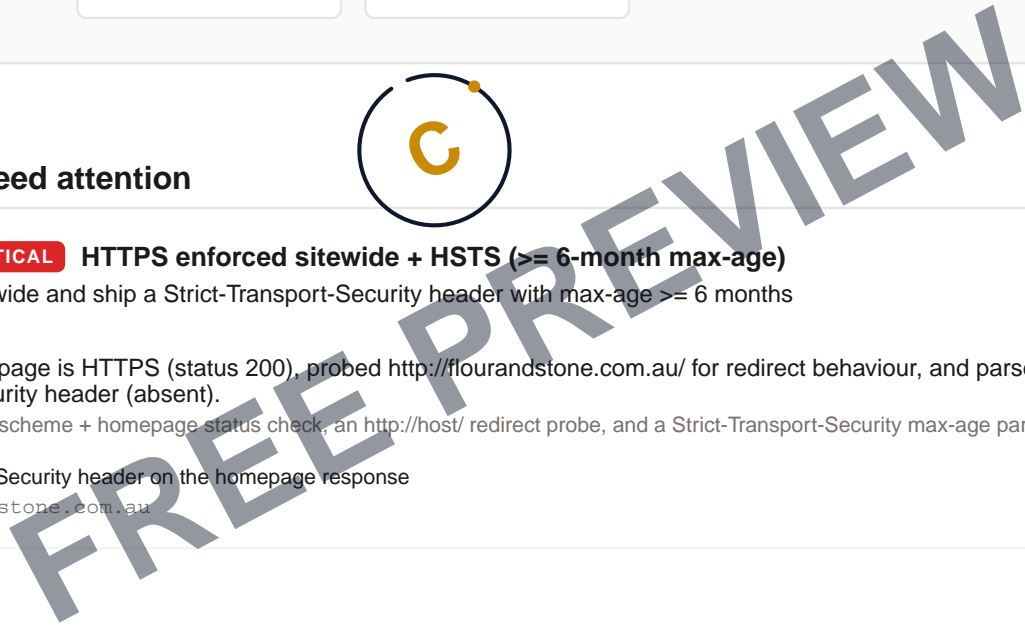 C
eed attention
TICAL HTTPS enforced sitewide + HSTS (>= 6-month max-age)
wide and ship a Strict-Transport-Security header with max-age >= 6 months
page is HTTPS (status 200), probed http://flourandstone.com.au/ for redirect behaviour, and pars
urity header (absent).
scheme + homepage status check, an http://host/ redirect probe, and a Strict-Transport-Security max-age par
Security header on the homepage response
stone.com.au
FREE PREVIEW